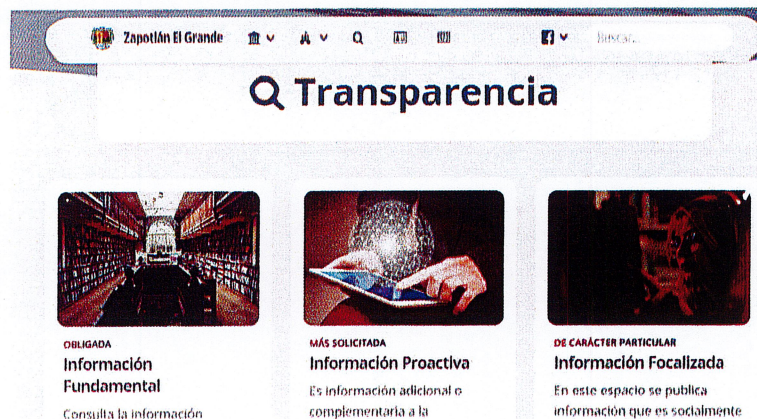 Zapotlán El Grande
Buscar...
Transparencia
OBLIGADA
Información
Fundamental
Consulta la información
MÁS SOLICITADA
Información Proactiva
Es información adicional o
complementaria a la
DE CARÁCTER PARTICULAR
Información Focalizada
En este espacio se publica
información que es socialmente